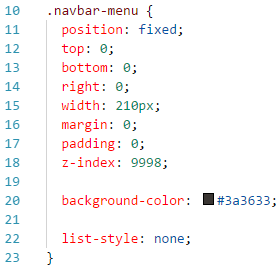 10 .navbar-menu {
11 position: fixed;
12 top: 0;
13 bottom: 0;
14 right: 0;
15 width: 210px;
16 margin: 0;
17 padding: 0;
18 z-index: 9998;
19
20 background-color: #3a3633;
21
22 list-style: none;
23 }